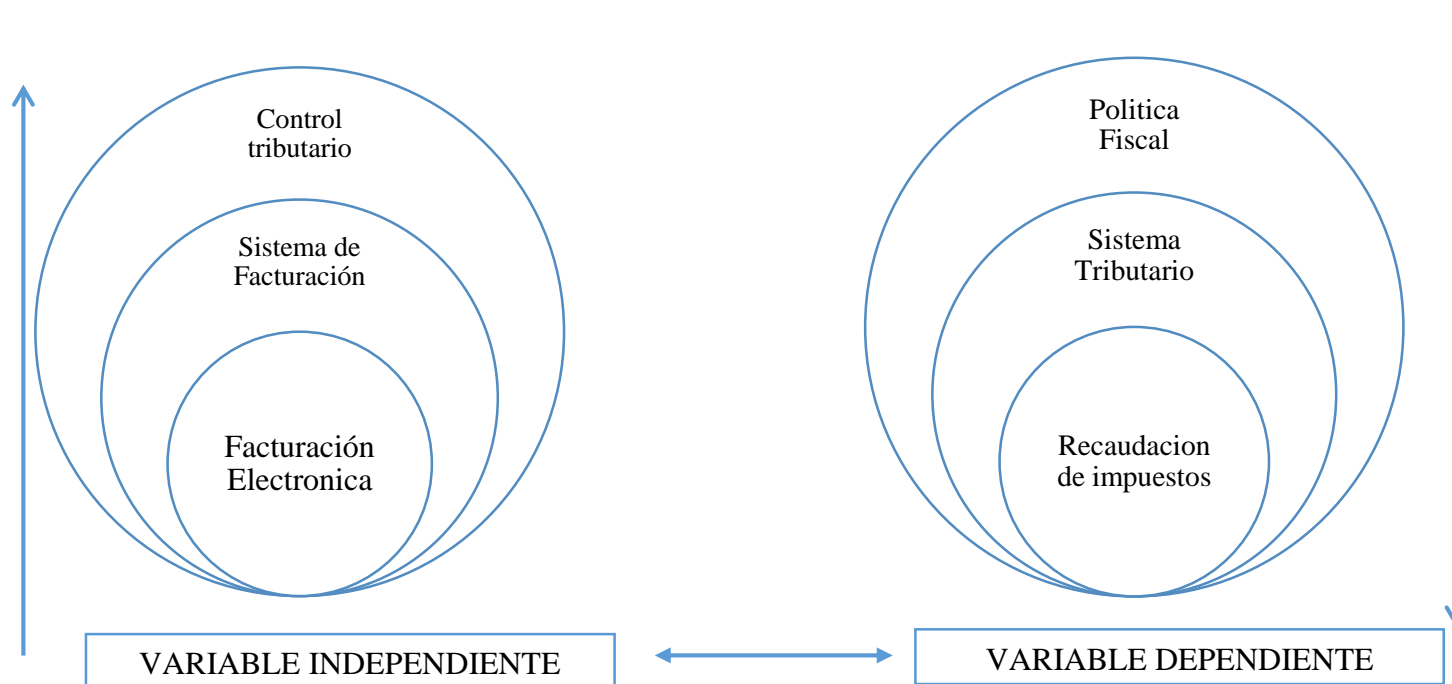 Control
tributario
Sistema de
Facturación
Facturación
Electronica
VARIABLE INDEPENDIENTE
Politica
Fiscal
Sistema
Tributario
Recaudacion
de impuestos
VARIABLE DEPENDIENTE